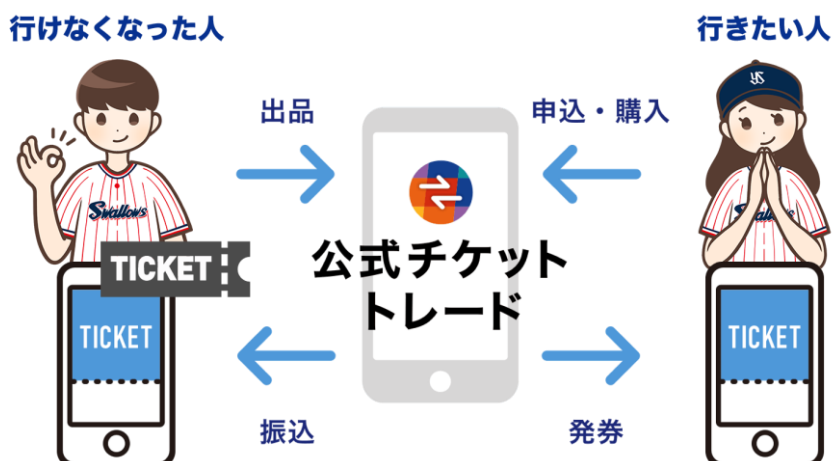 行けなくなった人
行きたい人
出品
申込・購入
YS
Swallows
Swallows
TICKET
公式チケット
トレード
TICKET
TICKET
振込
発券